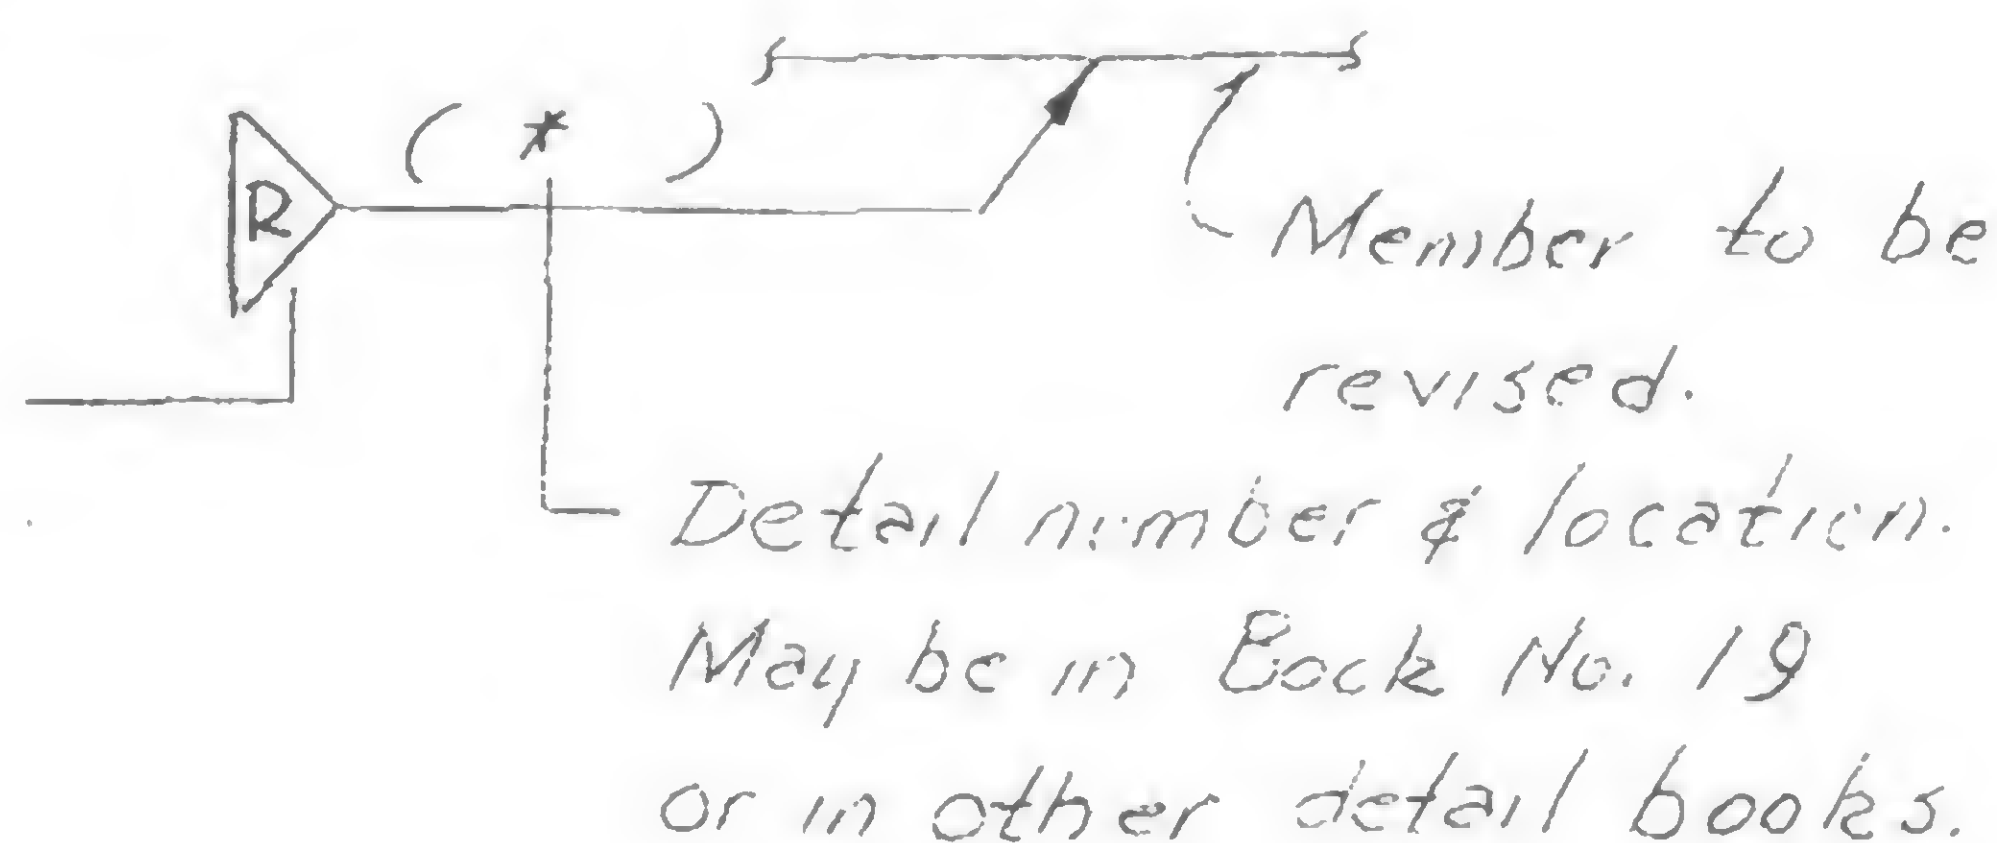 ( * )
R
Member to be
revised.
Detail number & location.
May be in Book No. 19
or in other detail books.